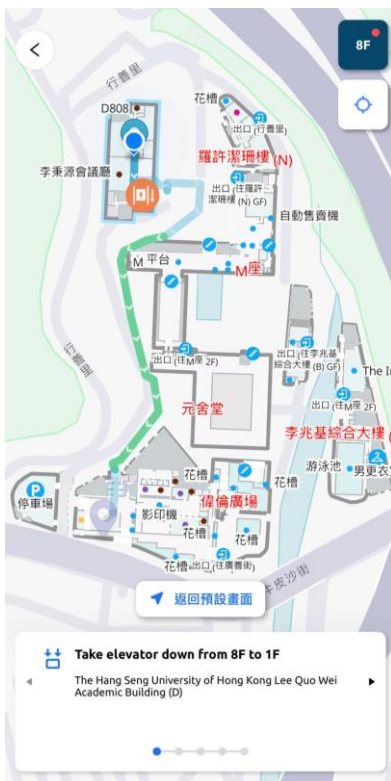 8F
行善里
花槽
D808
出口 (行善里)
羅許潔珊樓 (N)
李秉源會議廳
出口 (往羅許
潔珊樓 (N) GF)
自動售賣機
M 平台
M座
行善里
出口 (往M座 2F)
出口 (往李兆基
綜合大樓 (B) GF)
The In
出口 (往M座 2F)
元舍堂
李兆基綜合大樓 (
花槽
游泳池
男更衣
P
停車場
偉倫廣場
花槽
影印機
花槽
花槽
花槽
出口 (往廣善街)
牛皮沙街
返回預設畫面
Take elevator down from 8F to 1F
The Hang Seng University of Hong Kong Lee Quo Wei
Academic Building (D)